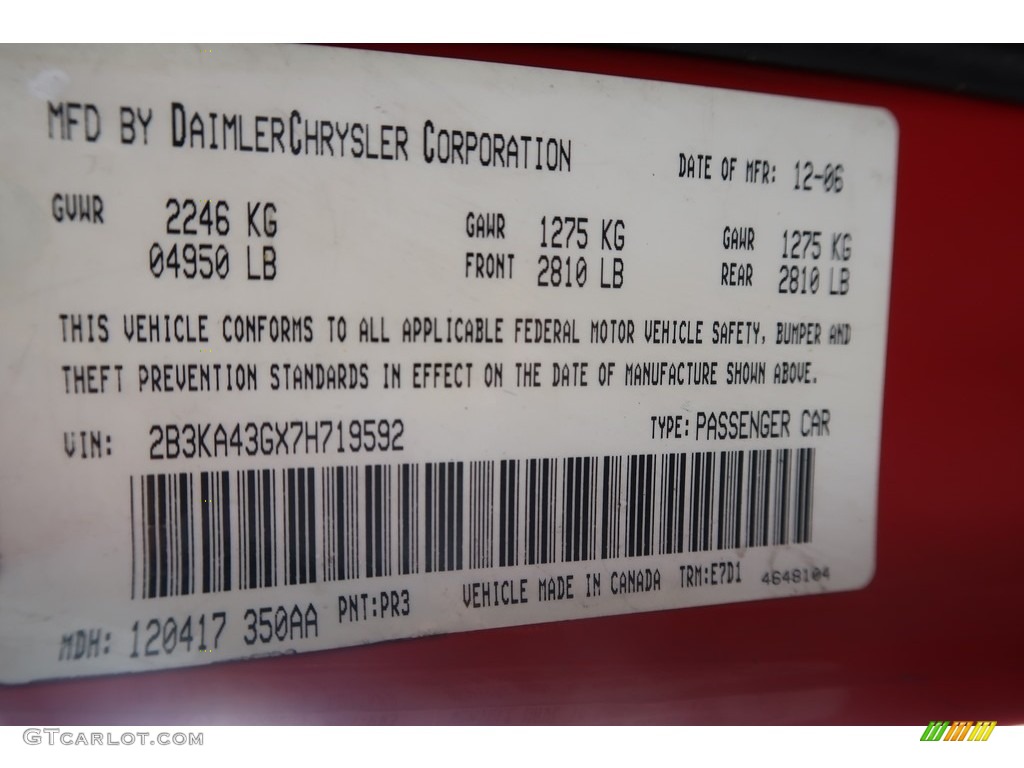 MFD BY DAIMLERCHRYSLER CORPORATION DATE OF MFR: 12-06
GVWR 2246 KG GAWR 1275 KG GAWR 1275 KG
04950 LB FRONT 2810 LB REAR 2810 LB
THIS VEHICLE CONFORMS TO ALL APPLICABLE FEDERAL MOTOR VEHICLE SAFETY, BUMPER AND
THEFT PREVENTION STANDARDS IN EFFECT ON THE DATE OF MANUFACTURE SHOWN ABOVE.
VIN: 2B3KA43GX7H719592 TYPE: PASSENGER CAR
MDH: 120417 350AA PNT:PR3 VEHICLE MADE IN CANADA TRM:E7D1 4648104
GTCARLOT.COM